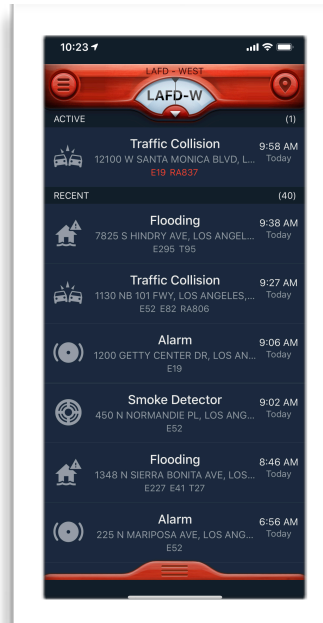 10:23
LAFD - WEST
LAFD-W
ACTIVE (1)
Traffic Collision 9:58 AM
12100 W SANTA MONICA BLVD, L... Today
E19 RA837
RECENT (40)
Flooding 9:38 AM
7825 S HINDRY AVE, LOS ANGEL... Today
E295 T95
Traffic Collision 9:27 AM
1130 NB 101 FWY, LOS ANGELES,... Today
E52 E82 RA806
Alarm 9:06 AM
1200 GETTY CENTER DR, LOS AN... Today
E19
Smoke Detector 9:02 AM
450 N NORMANDIE PL, LOS ANG... Today
E52
Flooding 8:46 AM
1348 N SIERRA BONITA AVE, LOS... Today
E227 E41 T27
Alarm 6:56 AM
225 N MARIPOSA AVE, LOS ANG... Today
E52